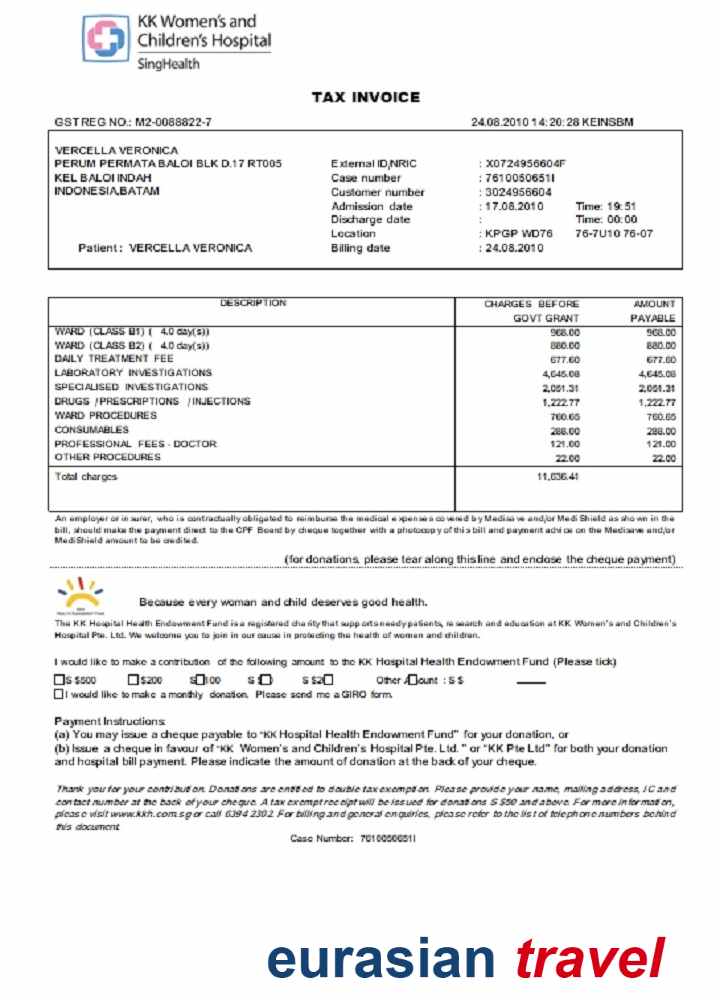 KK Women's and
Children's Hospital
SingHealth
TAX INVOICE
GST REG NO.: M2-0088822-7 24.08.2010 14:20:28 KEINSBM
VERCELLA VERONICA
PERUM PERMATA BALOI BLK D.17 RT005 External ID/NRIC : X0724956604F
KEL BALOI INDAH Case number : 7610050651I
INDONESIA,BATAM Customer number : 3024956604
Admission date : 17.08.2010 Time: 19:51
Discharge date : Time: 00:00
Location : KPGP WD76 76-7U10 76-07
Patient : VERCELLA VERONICA Billing date : 24.08.2010
DESCRIPTION CHARGES BEFORE AMOUNT
GOVT GRANT PAYABLE
WARD (CLASS B1) ( 4.0 day(s)) 968.00 968.00
WARD (CLASS B2) ( 4.0 day(s)) 880.00 880.00
DAILY TREATMENT FEE 677.60 677.60
LABORATORY INVESTIGATIONS 4,645.08 4,645.08
SPECIALISED INVESTIGATIONS 2,051.31 2,051.31
DRUGS / PRESCRIPTIONS / INJECTIONS 1,222.77 1,222.77
WARD PROCEDURES 760.65 760.65
CONSUMABLES 288.00 288.00
PROFESSIONAL FEES - DOCTOR 121.00 121.00
OTHER PROCEDURES 22.00 22.00
Total charges 11,636.41
An employer or insurer, who is contractually obligated to reimburse the medical expenses covered by Medisave and/or MediShield as shown in the
bill, should make the payment direct to the CPF Board by cheque together with a photocopy of this bill and payment advice on the Medisave and/or
MediShield amount to be credited.
(for donations, please tear along this line and enclose the cheque payment)
Because every woman and child deserves good health.
The KK Hospital Health Endowment Fund is a registered charity that supports needy patients, research and education at KK Women's and Children's
Hospital Pte. Ltd. We welcome you to join in our cause in protecting the health of women and children.
I would like to make a contribution of the following amount to the KK Hospital Health Endowment Fund (Please tick)
S $500 $200 S 100 S $ S $20 Other Amount : S $
I would like to make a monthly donation. Please send me a GIRO form.
Payment Instructions
(a) You may issue a cheque payable to "KK Hospital Health Endowment Fund" for your donation, or
(b) Issue a cheque in favour of "KK Women's and Children's Hospital Pte. Ltd. " or "KK Pte Ltd" for both your donation
and hospital bill payment. Please indicate the amount of donation at the back of your cheque.
Thank you for your contribution. Donations are entitled to double tax exemption. Please provide your name, mailing address, IC and
contact number at the back of your cheque. A tax exempt receipt will be issued for donations S $50 and above. For more information,
please visit www.kkh.com.sg or call 6394 2302. For billing and general enquiries, please refer to the list of telephone numbers behind
this document.
Case Number: 7610050651I
eurasian travel